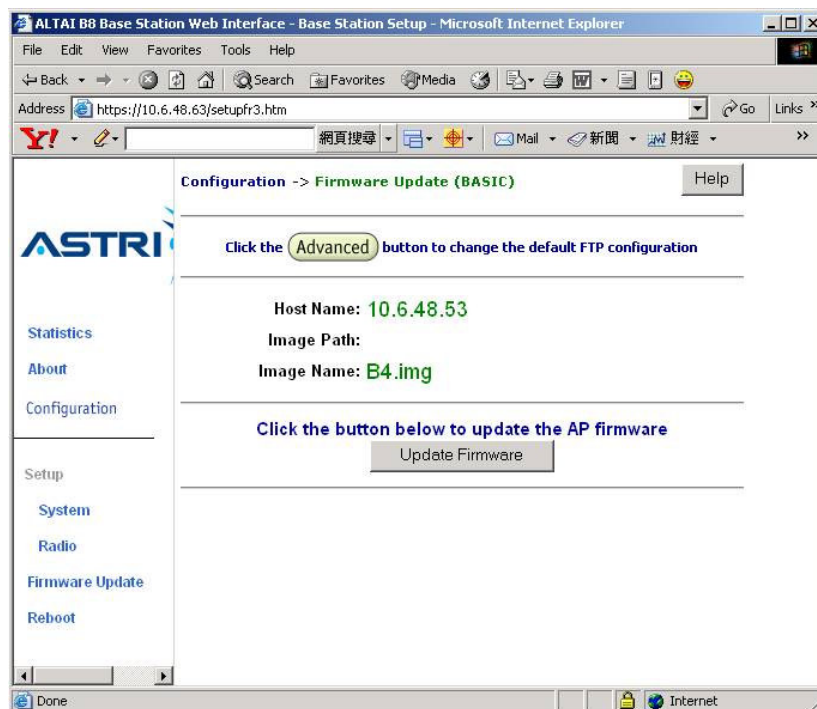 ALTAI B8 Base Station Web Interface - Base Station Setup - Microsoft Internet Explorer
File Edit View Favorites Tools Help
Back Search Favorites Media
Address https://10.6.48.63/setupfr3.htm Go Links »
Y! 網頁搜尋 Mail 新聞 財經 »
Configuration -> Firmware Update (BASIC) Help
ASTRI
Click the Advanced button to change the default FTP configuration
Host Name: 10.6.48.53
Image Path:
Image Name: B4.img
Click the button below to update the AP firmware
Update Firmware
Statistics
About
Configuration
Setup
System
Radio
Firmware Update
Reboot
Done Internet